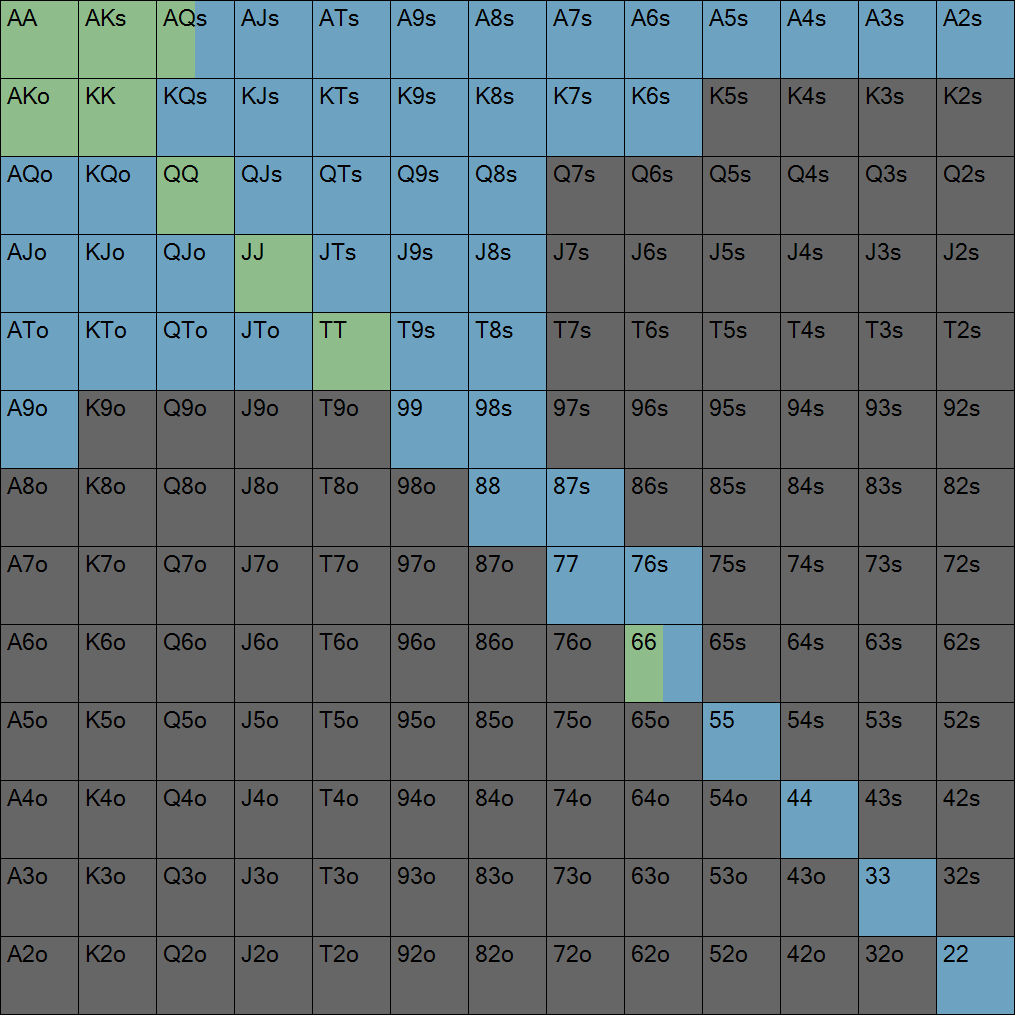 AA AKs AQs AJs ATs A9s A8s A7s A6s A5s A4s A3s A2s
AKo KK KQs KJs KTs K9s K8s K7s K6s K5s K4s K3s K2s
AQo KQo QQ QJs QTs Q9s Q8s Q7s Q6s Q5s Q4s Q3s Q2s
AJo KJo QJo JJ JTs J9s J8s J7s J6s J5s J4s J3s J2s
ATo KTo QTo JTo TT T9s T8s T7s T6s T5s T4s T3s T2s
A9o K9o Q9o J9o T9o 99 98s 97s 96s 95s 94s 93s 92s
A8o K8o Q8o J8o T8o 98o 88 87s 86s 85s 84s 83s 82s
A7o K7o Q7o J7o T7o 97o 87o 77 76s 75s 74s 73s 72s
A6o K6o Q6o J6o T6o 96o 86o 76o 66 65s 64s 63s 62s
A5o K5o Q5o J5o T5o 95o 85o 75o 65o 55 54s 53s 52s
A4o K4o Q4o J4o T4o 94o 84o 74o 64o 54o 44 43s 42s
A3o K3o Q3o J3o T3o 93o 83o 73o 63o 53o 43o 33 32s
A2o K2o Q2o J2o T2o 92o 82o 72o 62o 52o 42o 32o 22